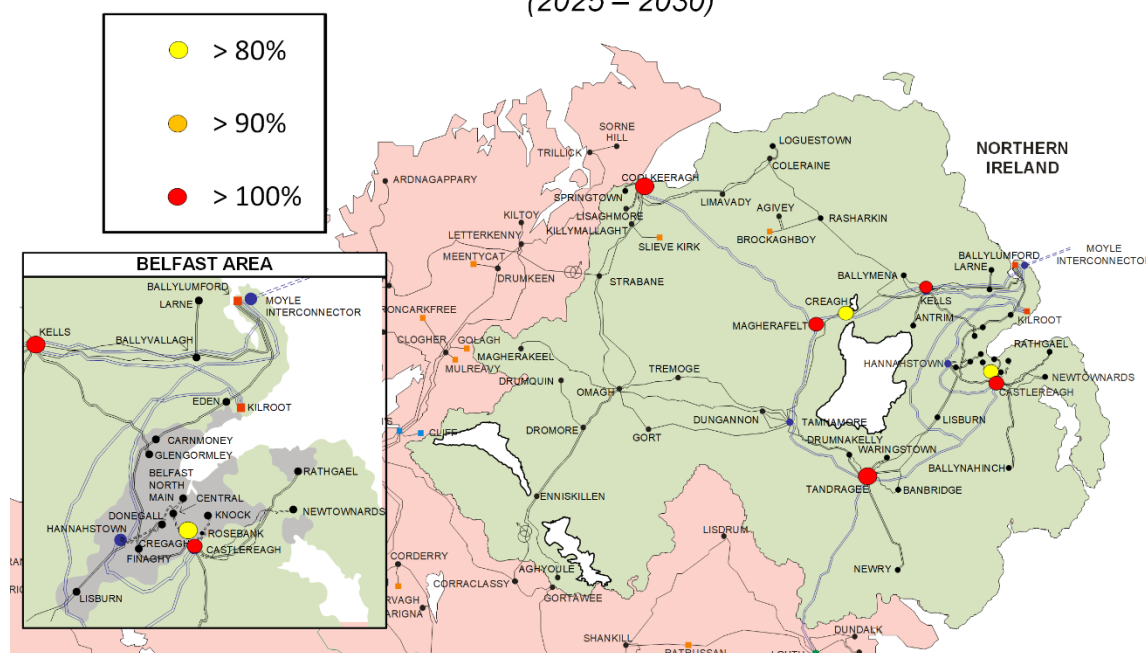 (2025 – 2030)
> 80%
> 90%
> 100%
NORTHERN
IRELAND
SORNE
HILL
TRILLICK
LOGUESTOWN
COLERAINE
ARDNAGAPPARY
COOLKEERAGH
SPRINGTOWN
LIMAVADY
AGIVEY
LISAGHMORE
KILTOY
KILLYMALLAGHT
RASHARKIN
LETTERKENNY
SLIEVE KIRK
BROCKAGHBOY
MEENTYCAT
DRUMKEEN
STRABANE
BALLYMENA
BALLYLUMFORD
LARNE
MOYLE
INTERCONNECTOR
KELLS
CREAGH
ANTRIM
MAGHERAFELT
KILROOT
GOLAGH
CLOGHER
MULREAVY
MAGHERAKEEL
RATHGAEL
HANNAHSTOWN
DRUMQUIN
TREMOGE
NEWTOWNARDS
OMAGH
CASTLEREAGH
DUNGANNON
TAMNAMORE
LISBURN
DROMORE
GORT
DRUMNAKELLY
WARINGSTOWN
CLIFF
BALLYNAHINCH
TANDRAGEE
BANBRIDGE
ENNISKILLEN
LISDRUM
CORDERRY
AGHYOULE
NEWRY
CORRACLASSY
GORTAWEE
SHANKILL
DUNDALK
BELFAST AREA
BALLYLUMFORD
LARNE
MOYLE
INTERCONNECTOR
KELLS
BALLYVALLAGH
EDEN
KILROOT
CARNMONEY
GLENGORMLEY
BELFAST
NORTH
MAIN
RATHGAEL
CENTRAL
DONEGALL
KNOCK
NEWTOWNARDS
HANNAHSTOWN
ROSEBANK
CREGAGH
CASTLEREAGH
FINAGHY
LISBURN